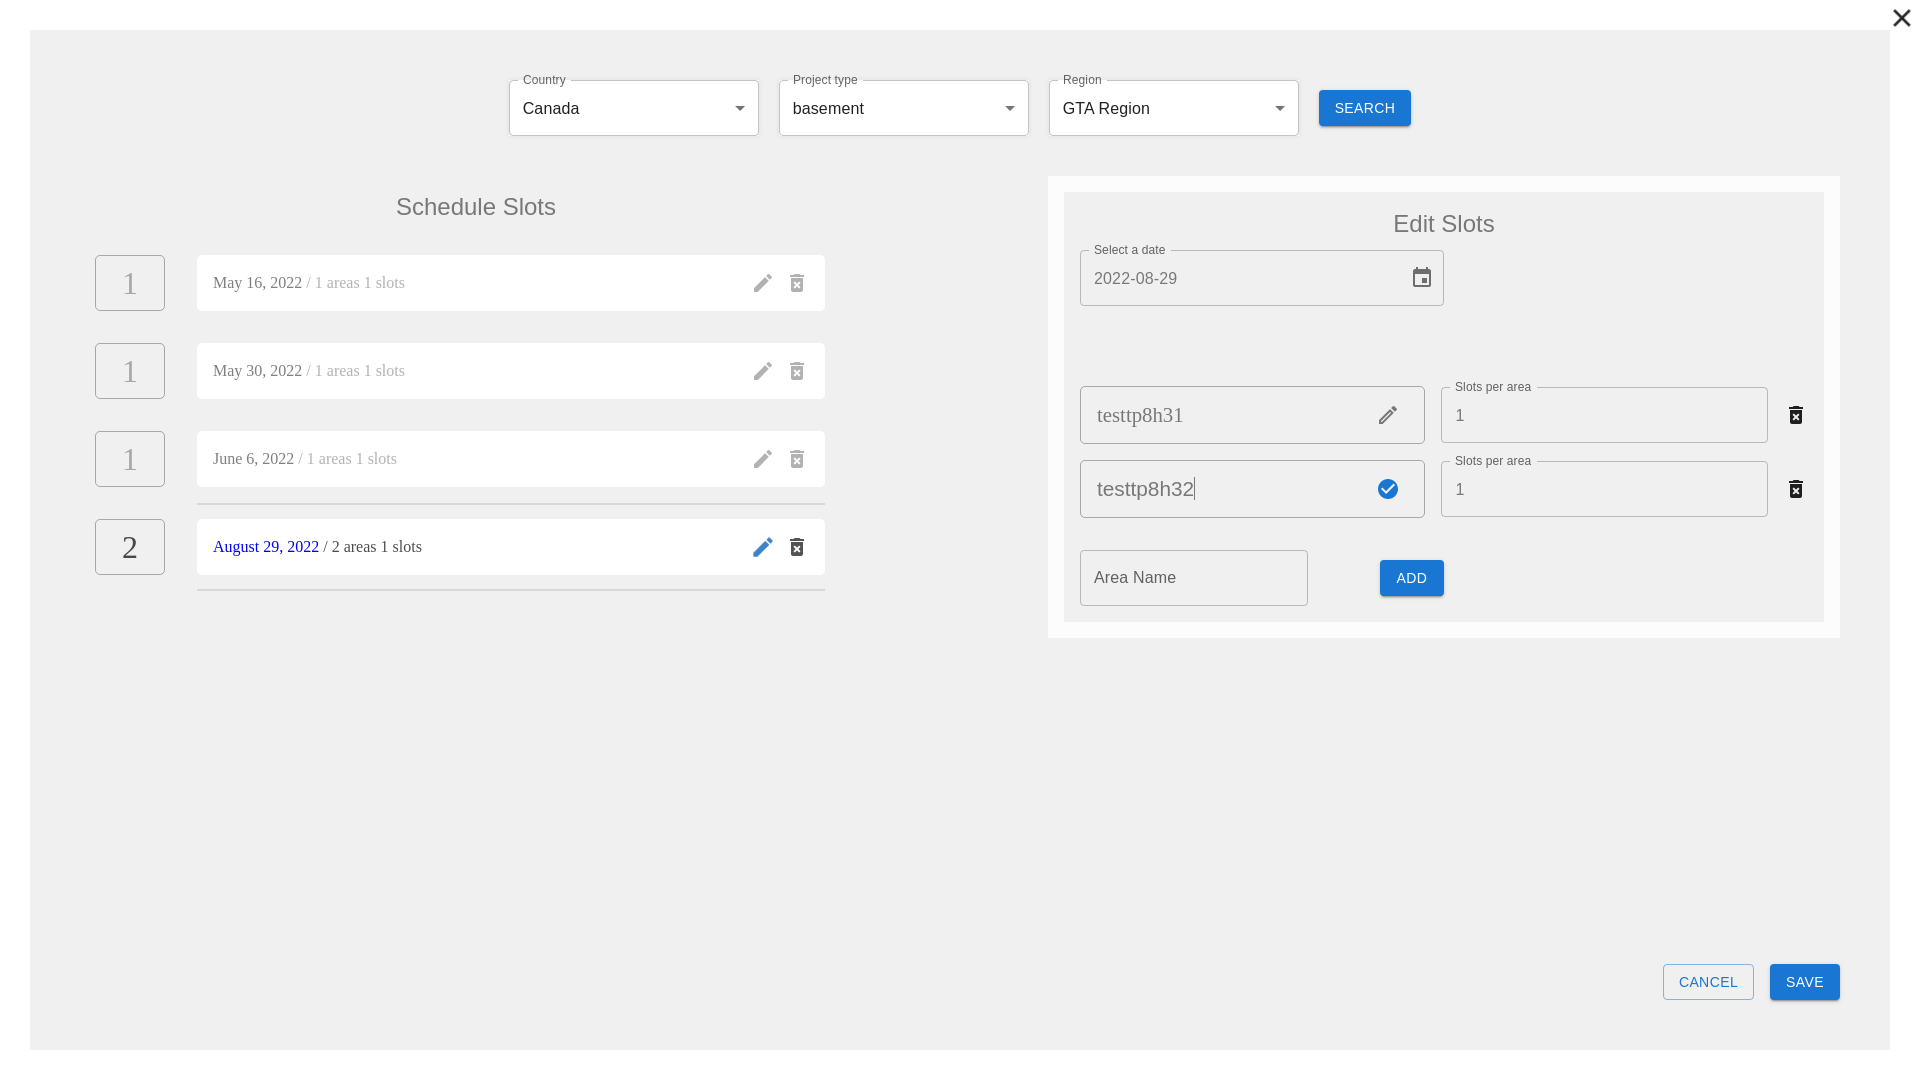 Country
Canada
Project type
basement
Region
GTA Region
SEARCH
Schedule Slots
1
May 16, 2022 / 1 areas 1 slots
1
May 30, 2022 / 1 areas 1 slots
1
June 6, 2022 / 1 areas 1 slots
2
August 29, 2022 / 2 areas 1 slots
Edit Slots
Select a date
2022-08-29
testtp8h31
Slots per area
1
testtp8h32
Slots per area
1
Area Name
ADD
CANCEL
SAVE